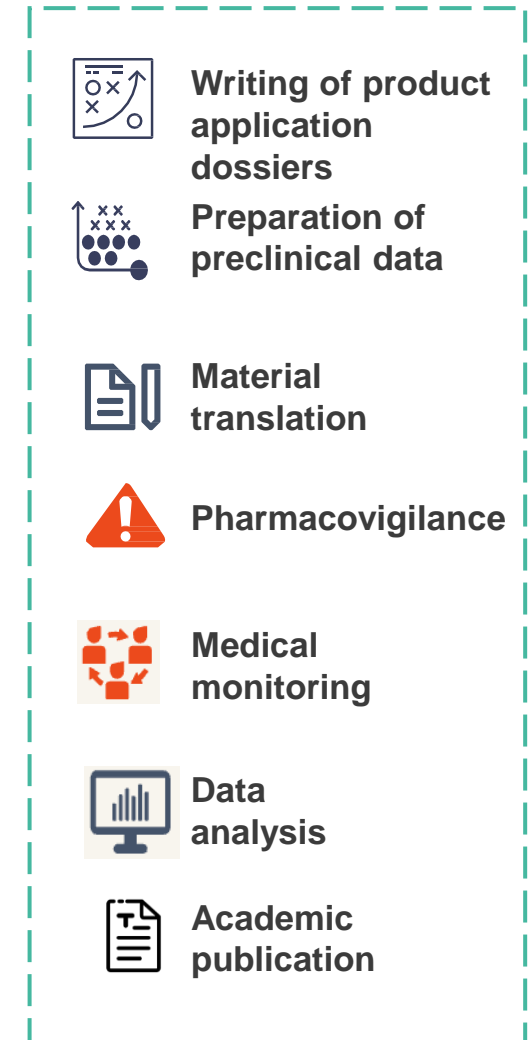 Writing of product
application
dossiers
Preparation of
preclinical data
Material
translation
Pharmacovigilance
Medical
monitoring
Data
analysis
Academic
publication